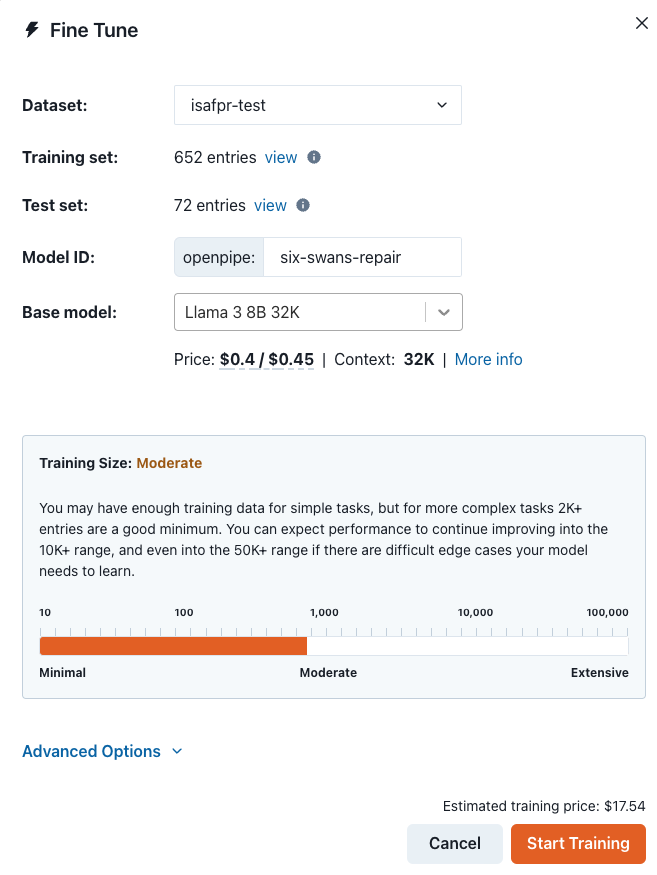 Fine Tune
Dataset: isafpr-test
Training set: 652 entries view
Test set: 72 entries view
Model ID: openpipe: six-swans-repair
Base model: Llama 3 8B 32K
Price: $0.4 / $0.45 | Context: 32K | More info
Training Size: Moderate
You may have enough training data for simple tasks, but for more complex tasks 2K+
entries are a good minimum. You can expect performance to continue improving into the
10K+ range, and even into the 50K+ range if there are difficult edge cases your model
needs to learn.
10 100 1,000 10,000 100,000
Minimal Moderate Extensive
Advanced Options
Estimated training price: $17.54
Cancel Start Training